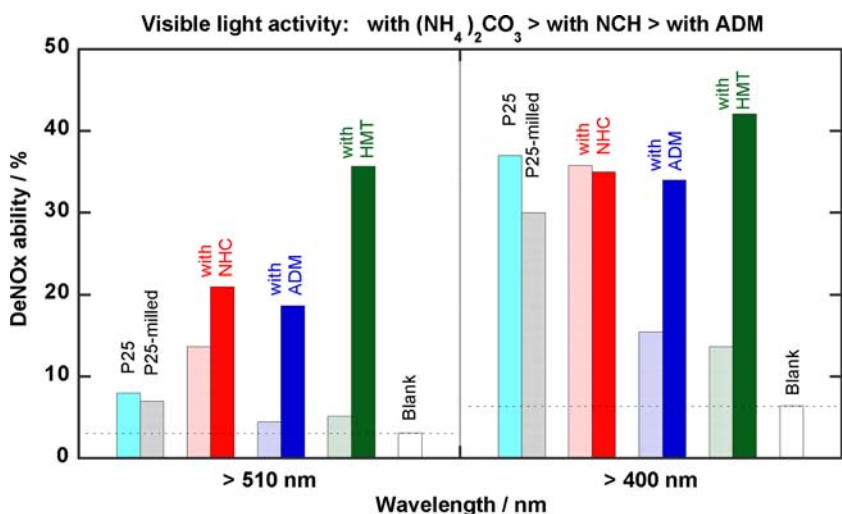 Visible light activity: with (NH4)2CO3 > with NCH > with ADM
DeNOx ability / %
50
40
30
20
10
0
P25
P25-milled
with
NHC
with
ADM
with
HMT
Blank
P25
P25-milled
with
NHC
with
ADM
with
HMT
Blank
> 510 nm
> 400 nm
Wavelength / nm